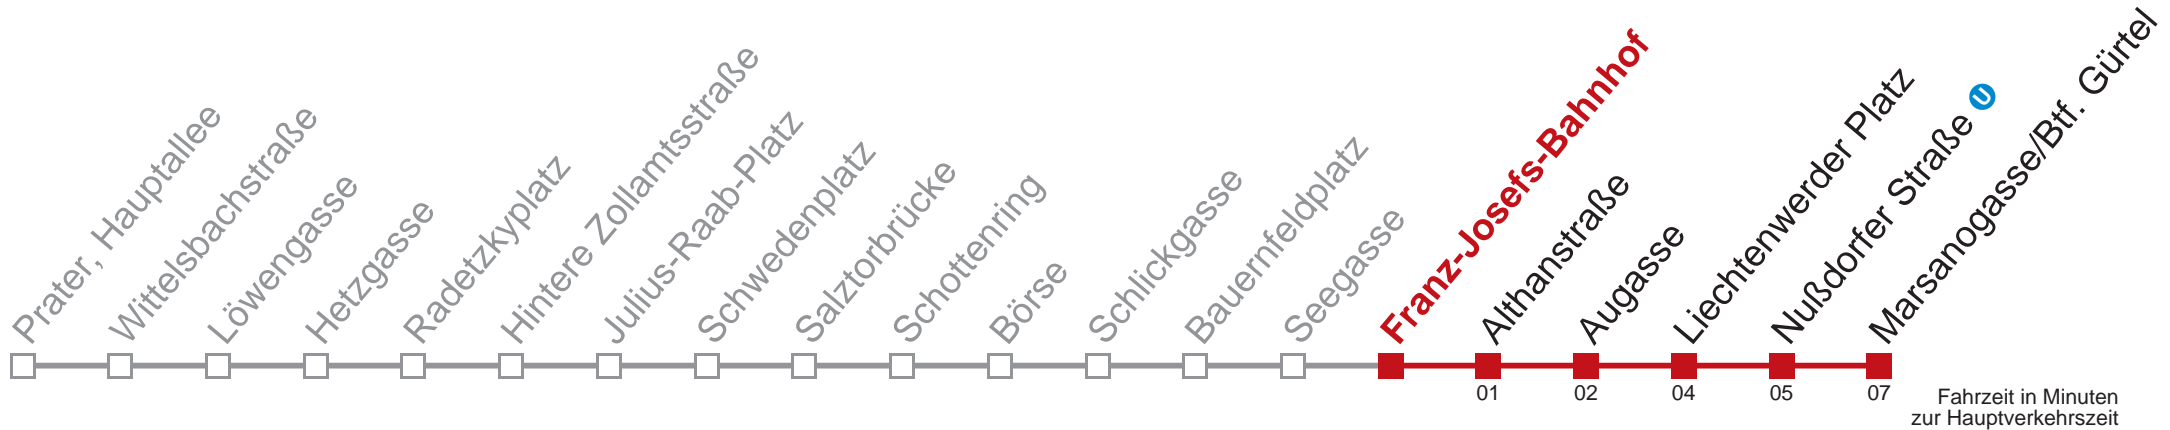 Prater, Hauptallee
Wittelsbachstraße
Löwengasse
Hetzgasse
Radetzkyplatz
Hintere Zollamtsstraße
Julius-Raab-Platz
Schwedenplatz
Salztorbrücke
Schottenring
Börse
Schlickgasse
Bauernfeldplatz
Seegasse
Franz-Josefs-Bahnhof
Althanstraße
Augasse
Liechtenwerder Platz
Nußdorfer Straße U
Marsanogasse/Btf. Gürtel
01 02 04 05 07
Fahrzeit in Minuten
zur Hauptverkehrszeit